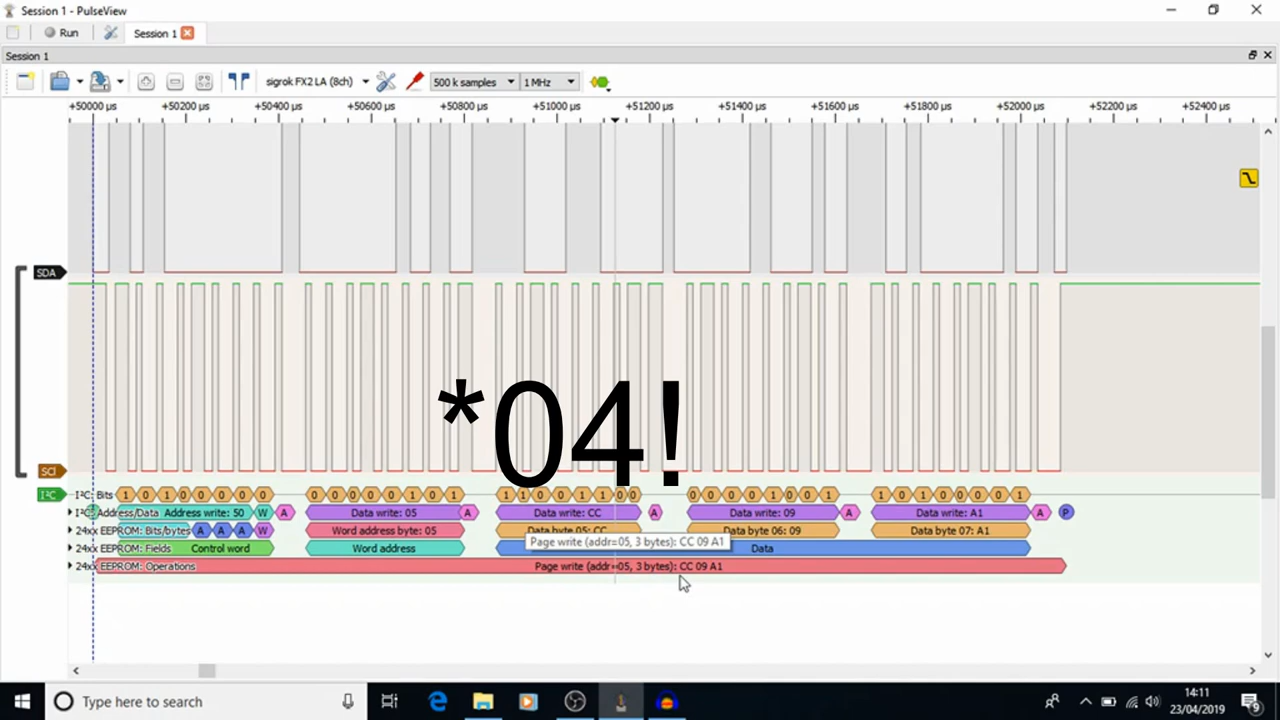 Session 1 - PulseView
Run
Session 1
Session 1
sigrok FX2 LA (8ch) 500 k samples 1 MHz
+50000 µs +50200 µs +50400 µs +50600 µs +50800 µs +51000 µs +51200 µs +51400 µs +51600 µs +51800 µs +52000 µs +52200 µs +52400 µs
SDA
*04!
SCL
I²C I²C: Bits 1 0 1 0 0 0 0 0 0 0 0 0 0 1 0 1 1 1 0 0 1 1 0 0 0 0 0 0 1 0 0 1 1 0 1 0 0 0 0 1
I²C: Address/Data Address write: 50 W A Data write: 05 A Data write: CC A Data write: 09 A Data write: A1 A P
24xx EEPROM: Bits/bytes A A A W Word address byte: 05 Data byte 05: CC Data byte 06: 09 Data byte 07: A1
Page write (addr=05, 3 bytes): CC 09 A1
24xx EEPROM: Fields Control word Word address Data
24xx EEPROM: Operations Page write (addr=05, 3 bytes): CC 09 A1
Type here to search
14:11
23/04/2019
9